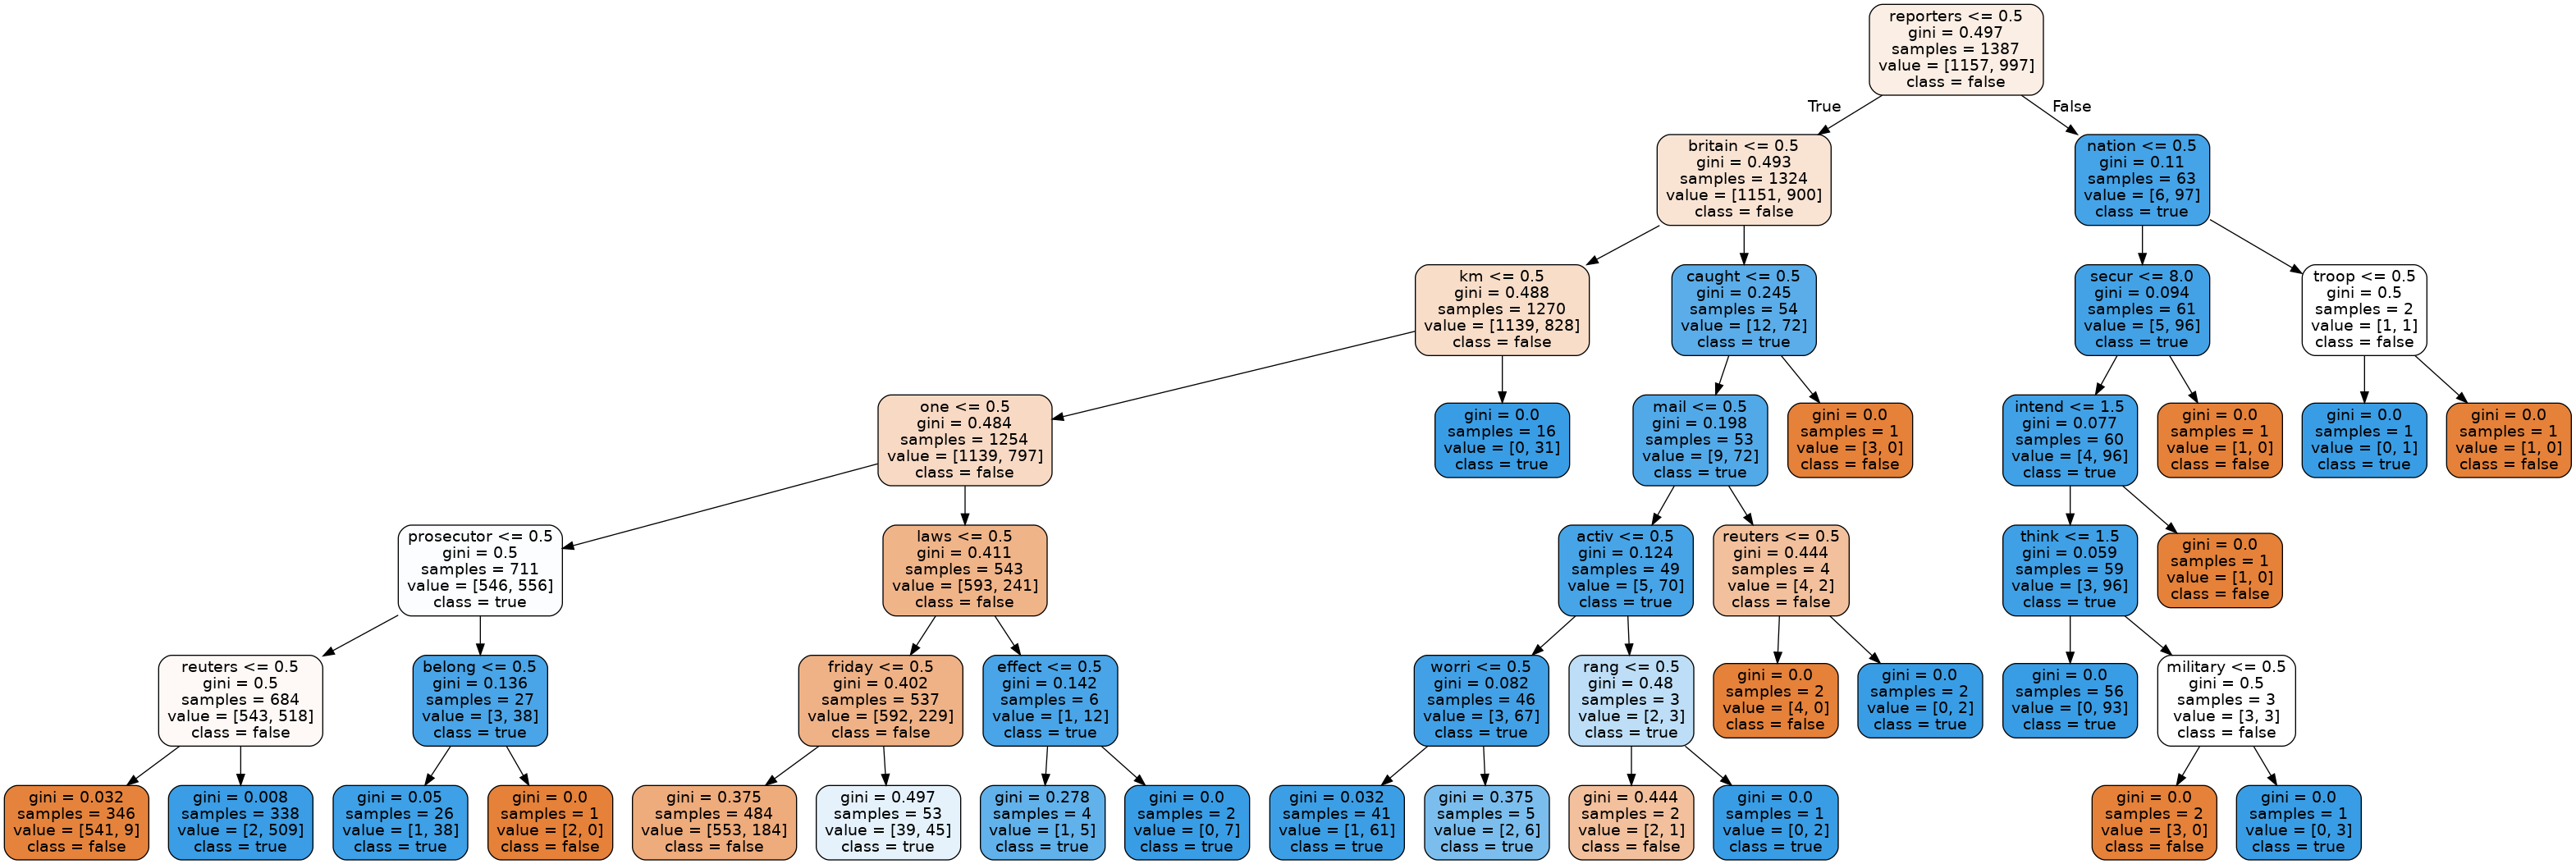 reporters <= 0.5
gini = 0.497
samples = 1387
value = [1157, 997]
class = false
True
False
britain <= 0.5
gini = 0.493
samples = 1324
value = [1151, 900]
class = false
nation <= 0.5
gini = 0.11
samples = 63
value = [6, 97]
class = true
km <= 0.5
gini = 0.488
samples = 1270
value = [1139, 828]
class = false
caught <= 0.5
gini = 0.245
samples = 54
value = [12, 72]
class = true
secur <= 8.0
gini = 0.094
samples = 61
value = [5, 96]
class = true
troop <= 0.5
gini = 0.5
samples = 2
value = [1, 1]
class = false
one <= 0.5
gini = 0.484
samples = 1254
value = [1139, 797]
class = false
gini = 0.0
samples = 16
value = [0, 31]
class = true
mail <= 0.5
gini = 0.198
samples = 53
value = [9, 72]
class = true
gini = 0.0
samples = 1
value = [3, 0]
class = false
intend <= 1.5
gini = 0.077
samples = 60
value = [4, 96]
class = true
gini = 0.0
samples = 1
value = [1, 0]
class = false
gini = 0.0
samples = 1
value = [0, 1]
class = true
gini = 0.0
samples = 1
value = [1, 0]
class = false
prosecutor <= 0.5
gini = 0.5
samples = 711
value = [546, 556]
class = true
laws <= 0.5
gini = 0.411
samples = 543
value = [593, 241]
class = false
activ <= 0.5
gini = 0.124
samples = 49
value = [5, 70]
class = true
reuters <= 0.5
gini = 0.444
samples = 4
value = [4, 2]
class = false
think <= 1.5
gini = 0.059
samples = 59
value = [3, 96]
class = true
gini = 0.0
samples = 1
value = [1, 0]
class = false
reuters <= 0.5
gini = 0.5
samples = 684
value = [543, 518]
class = false
belong <= 0.5
gini = 0.136
samples = 27
value = [3, 38]
class = true
friday <= 0.5
gini = 0.402
samples = 537
value = [592, 229]
class = false
effect <= 0.5
gini = 0.142
samples = 6
value = [1, 12]
class = true
worri <= 0.5
gini = 0.082
samples = 46
value = [3, 67]
class = true
rang <= 0.5
gini = 0.48
samples = 3
value = [2, 3]
class = true
gini = 0.0
samples = 2
value = [4, 0]
class = false
gini = 0.0
samples = 2
value = [0, 2]
class = true
gini = 0.0
samples = 56
value = [0, 93]
class = true
military <= 0.5
gini = 0.5
samples = 3
value = [3, 3]
class = false
gini = 0.032
samples = 346
value = [541, 9]
class = false
gini = 0.008
samples = 338
value = [2, 509]
class = true
gini = 0.05
samples = 26
value = [1, 38]
class = true
gini = 0.0
samples = 1
value = [2, 0]
class = false
gini = 0.375
samples = 484
value = [553, 184]
class = false
gini = 0.497
samples = 53
value = [39, 45]
class = true
gini = 0.278
samples = 4
value = [1, 5]
class = true
gini = 0.0
samples = 2
value = [0, 7]
class = true
gini = 0.032
samples = 41
value = [1, 61]
class = true
gini = 0.375
samples = 5
value = [2, 6]
class = true
gini = 0.444
samples = 2
value = [2, 1]
class = false
gini = 0.0
samples = 1
value = [0, 2]
class = true
gini = 0.0
samples = 2
value = [3, 0]
class = false
gini = 0.0
samples = 1
value = [0, 3]
class = true